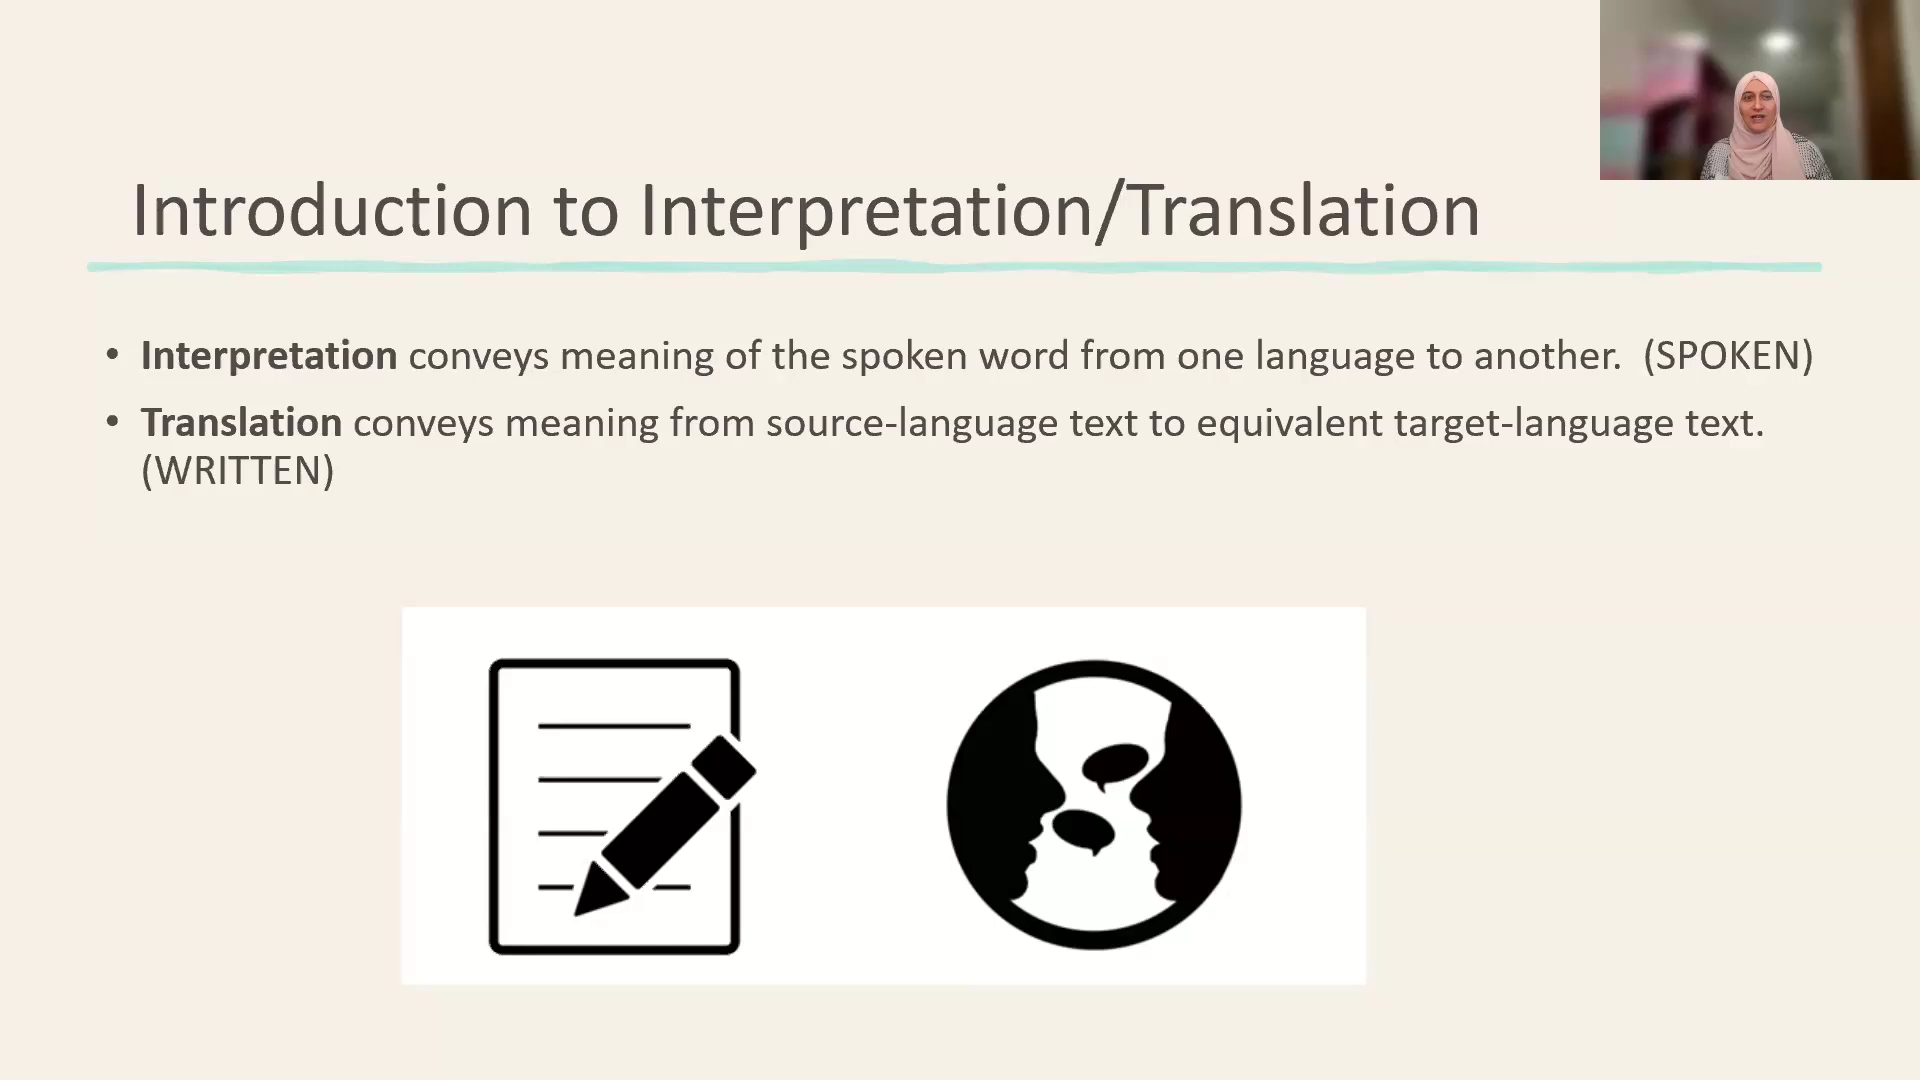 Introduction to Interpretation/Translation
• Interpretation conveys meaning of the spoken word from one language to another.  (SPOKEN)
• Translation conveys meaning from source-language text to equivalent target-language text.
(WRITTEN)